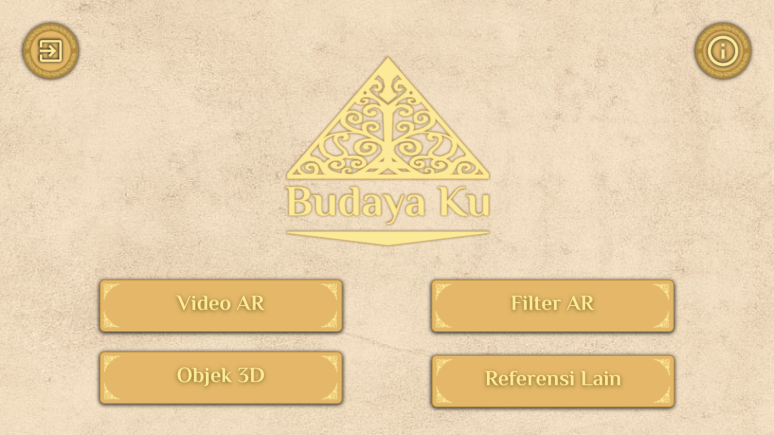 Budaya Ku
Video AR
Filter AR
Objek 3D
Referensi Lain